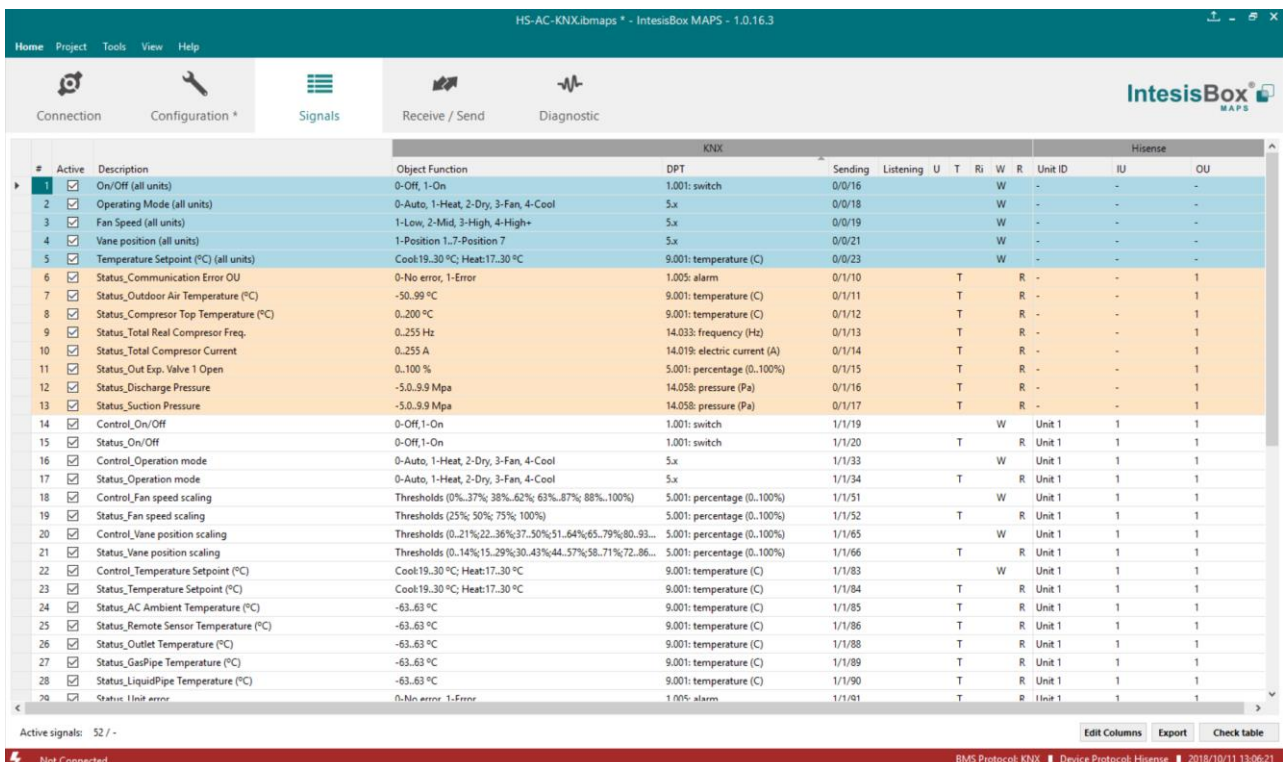 HS-AC-KNX.ibmaps * - IntesisBox MAPS - 1.0.16.3
Home Project Tools View Help
Connection Configuration * Signals Receive / Send Diagnostic
IntesisBox®
MAPS
KNX Hisense
# Active Description Object Function DPT Sending Listening U T Ri W R Unit ID IU OU
1 On/Off (all units) 0-Off, 1-On 1.001: switch 0/0/16 W - - -
2 Operating Mode (all units) 0-Auto, 1-Heat, 2-Dry, 3-Fan, 4-Cool 5.x 0/0/18 W - - -
3 Fan Speed (all units) 1-Low, 2-Mid, 3-High, 4-High+ 5.x 0/0/19 W - - -
4 Vane position (all units) 1-Position 1..7-Position 7 5.x 0/0/21 W - - -
5 Temperature Setpoint (ºC) (all units) Cool:19..30 ºC; Heat:17..30 ºC 9.001: temperature (C) 0/0/23 W - - -
6 Status_Communication Error OU 0-No error, 1-Error 1.005: alarm 0/1/10 T R - - 1
7 Status_Outdoor Air Temperature (ºC) -50..99 ºC 9.001: temperature (C) 0/1/11 T R - - 1
8 Status_Compresor Top Temperature (ºC) 0..200 ºC 9.001: temperature (C) 0/1/12 T R - - 1
9 Status_Total Real Compresor Freq. 0..255 Hz 14.033: frequency (Hz) 0/1/13 T R - - 1
10 Status_Total Compresor Current 0..255 A 14.019: electric current (A) 0/1/14 T R - - 1
11 Status_Out Exp. Valve 1 Open 0..100 % 5.001: percentage (0..100%) 0/1/15 T R - - 1
12 Status_Discharge Pressure -5.0..9.9 Mpa 14.058: pressure (Pa) 0/1/16 T R - - 1
13 Status_Suction Pressure -5.0..9.9 Mpa 14.058: pressure (Pa) 0/1/17 T R - - 1
14 Control_On/Off 0-Off,1-On 1.001: switch 1/1/19 W Unit 1 1 1
15 Status_On/Off 0-Off,1-On 1.001: switch 1/1/20 T R Unit 1 1 1
16 Control_Operation mode 0-Auto, 1-Heat, 2-Dry, 3-Fan, 4-Cool 5.x 1/1/33 W Unit 1 1 1
17 Status_Operation mode 0-Auto, 1-Heat, 2-Dry, 3-Fan, 4-Cool 5.x 1/1/34 T R Unit 1 1 1
18 Control_Fan speed scaling Thresholds (0%..37%; 38%..62%; 63%..87%; 88%..100%) 5.001: percentage (0..100%) 1/1/51 W Unit 1 1 1
19 Status_Fan speed scaling Thresholds (25%; 50%; 75%; 100%) 5.001: percentage (0..100%) 1/1/52 T R Unit 1 1 1
20 Control_Vane position scaling Thresholds (0..21%;22..36%;37..50%;51..64%;65..79%;80..93... 5.001: percentage (0..100%) 1/1/65 W Unit 1 1 1
21 Status_Vane position scaling Thresholds (0..14%;15..29%;30..43%;44..57%;58..71%;72..86... 5.001: percentage (0..100%) 1/1/66 T R Unit 1 1 1
22 Control_Temperature Setpoint (ºC) Cool:19..30 ºC; Heat:17..30 ºC 9.001: temperature (C) 1/1/83 W Unit 1 1 1
23 Status_Temperature Setpoint (ºC) Cool:19..30 ºC; Heat:17..30 ºC 9.001: temperature (C) 1/1/84 T R Unit 1 1 1
24 Status_AC Ambient Temperature (ºC) -63..63 ºC 9.001: temperature (C) 1/1/85 T R Unit 1 1 1
25 Status_Remote Sensor Temperature (ºC) -63..63 ºC 9.001: temperature (C) 1/1/86 T R Unit 1 1 1
26 Status_Outlet Temperature (ºC) -63..63 ºC 9.001: temperature (C) 1/1/88 T R Unit 1 1 1
27 Status_GasPipe Temperature (ºC) -63..63 ºC 9.001: temperature (C) 1/1/89 T R Unit 1 1 1
28 Status_LiquidPipe Temperature (ºC) -63..63 ºC 9.001: temperature (C) 1/1/90 T R Unit 1 1 1
29 Status_Unit error 0-No error, 1-Error 1.005: alarm 1/1/91 T R Unit 1 1 1
Active signals: 52 / - Edit Columns Export Check table
Not Connected BMS Protocol: KNX Device Protocol: Hisense 2018/10/11 13:06:21